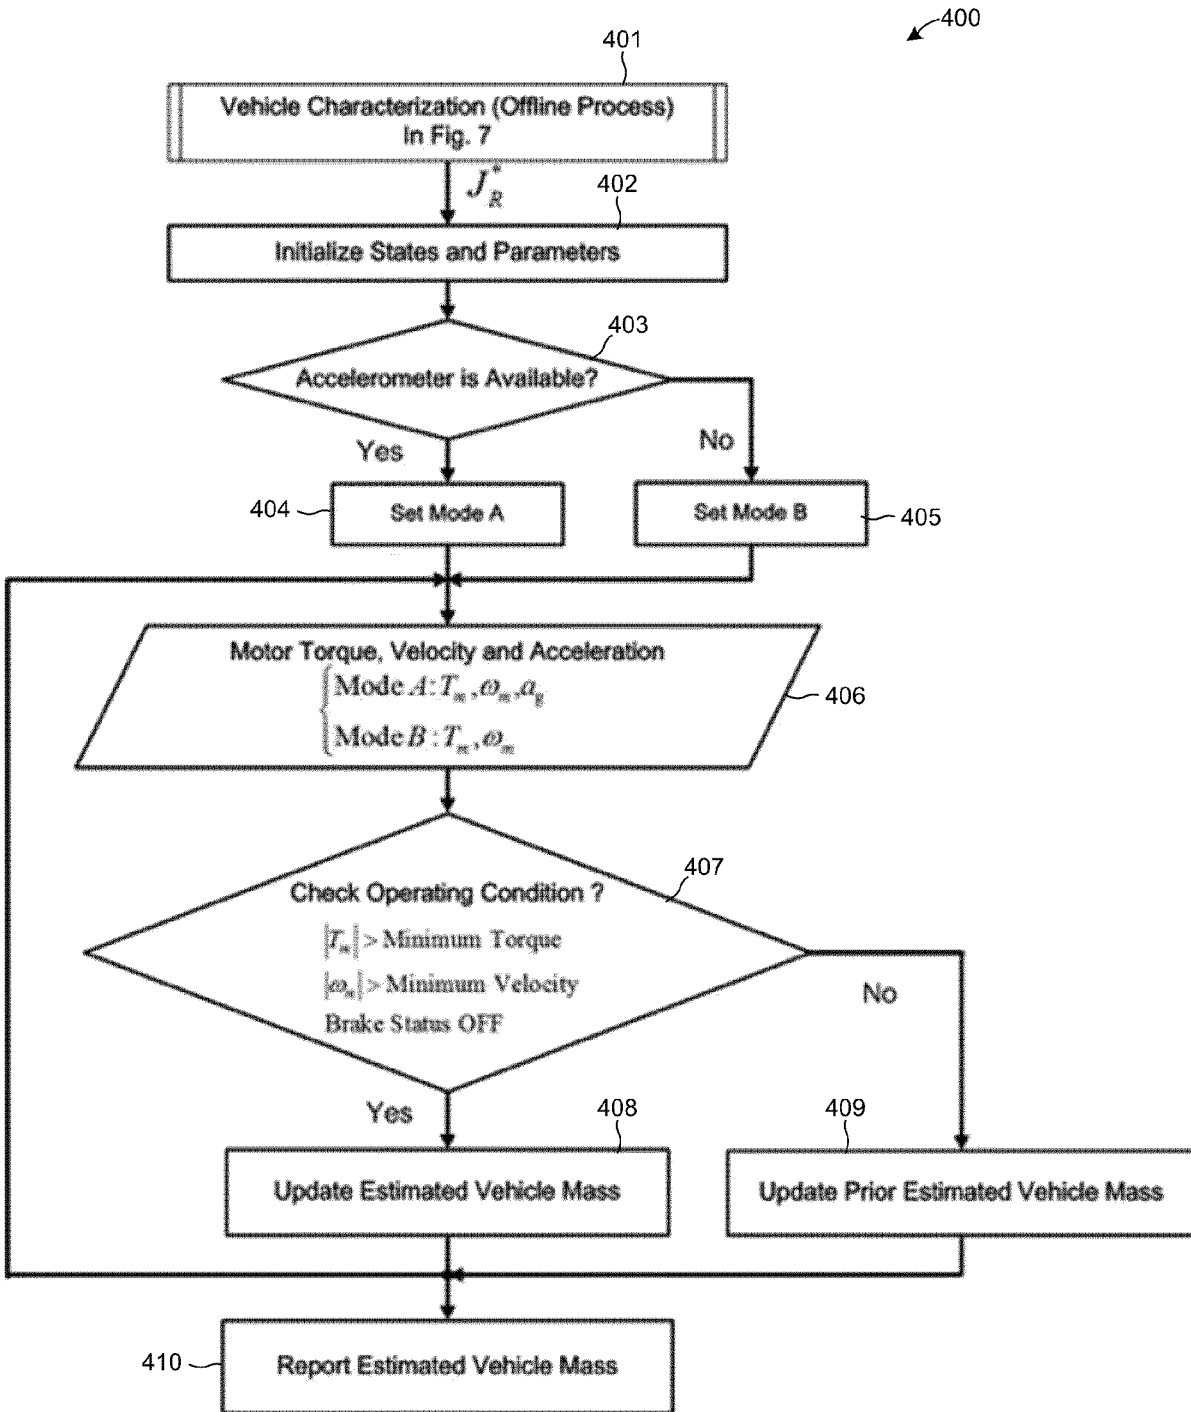 400
401
Vehicle Characterization (Offline Process)
In Fig. 7
J*R
402
Initialize States and Parameters
403
Accelerometer is Available?
Yes
No
404
Set Mode A
Set Mode B
405
Motor Torque, Velocity and Acceleration
Mode A: Tm, ωm, ag
Mode B: Tm, ωm
406
407
Check Operating Condition ?
|Tm| > Minimum Torque
|ωm| > Minimum Velocity
Brake Status OFF
No
Yes
408
409
Update Estimated Vehicle Mass
Update Prior Estimated Vehicle Mass
410
Report Estimated Vehicle Mass